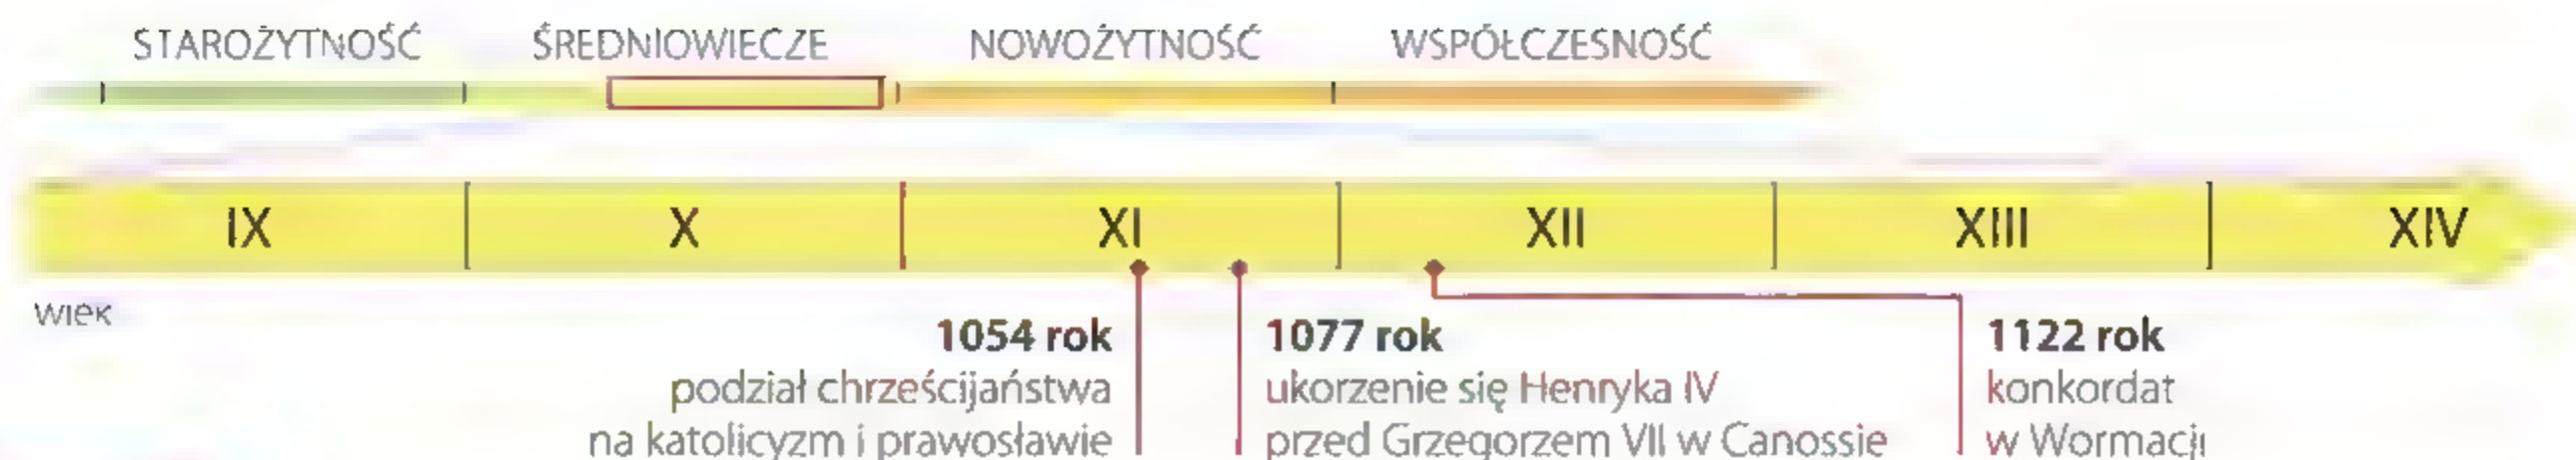 STAROŻYTNOŚĆ ŚREDNIOWIECZE NOWOŻYTNOŚĆ WSPÓŁCZESNOŚĆ
IX X XI XII XIII XIV
wiek
1054 rok
podział chrześcijaństwa
na katolicyzm i prawosławie
1077 rok
ukorzenie się Henryka IV
przed Grzegorzem VII w Canossie
1122 rok
konkordat
w Wormacji